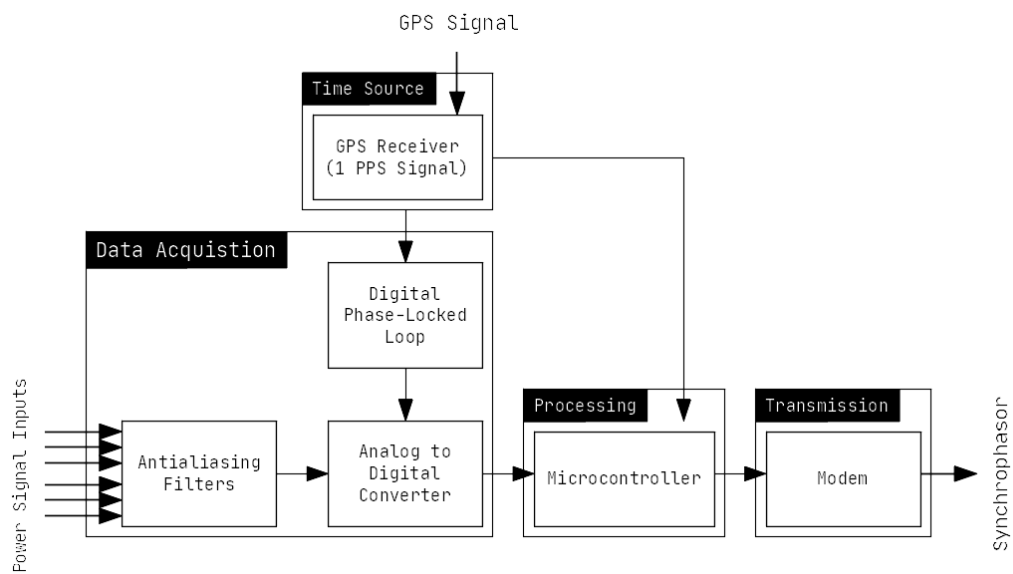 GPS Signal
Time Source
GPS Receiver
(1 PPS Signal)
Data Acquistion
Digital
Phase-Locked
Loop
Power Signal Inputs
Antialiasing
Filters
Analog to
Digital
Converter
Processing
Microcontroller
Transmission
Modem
Synchrophasor